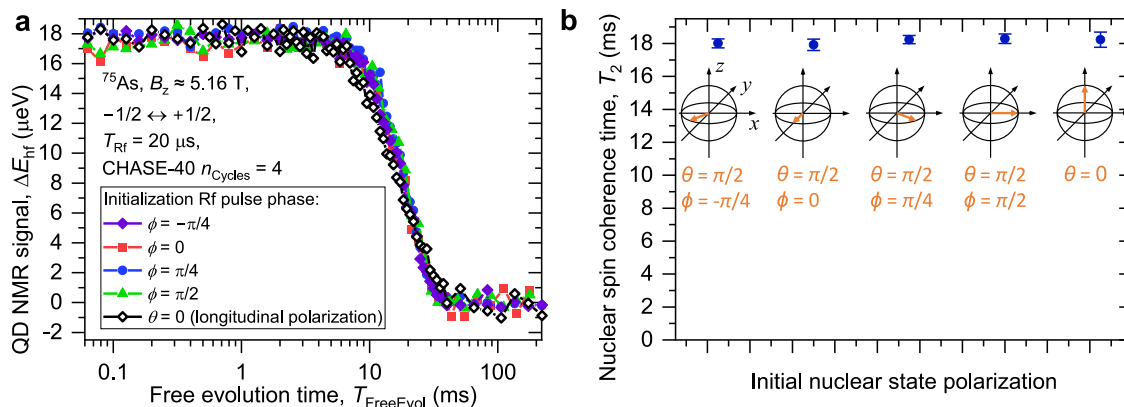 a
QD NMR signal, ΔE_hf (μeV)
18
16
14
12
10
8
6
4
2
0
-2
⁷⁵As, B_z ≈ 5.16 T,
−1/2 ↔ +1/2,
T_Rf = 20 μs,
CHASE-40 n_Cycles = 4
Initialization Rf pulse phase:
ϕ = −π/4
ϕ = 0
ϕ = π/4
ϕ = π/2
θ = 0 (longitudinal polarization)
0.1 1 10 100
Free evolution time, T_FreeEvol (ms)
b
Nuclear spin coherence time, T₂ (ms)
18
16
14
12
10
8
6
4
2
0
z
y
x
θ = π/2 θ = π/2 θ = π/2 θ = π/2 θ = 0
ϕ = -π/4 ϕ = 0 ϕ = π/4 ϕ = π/2
Initial nuclear state polarization